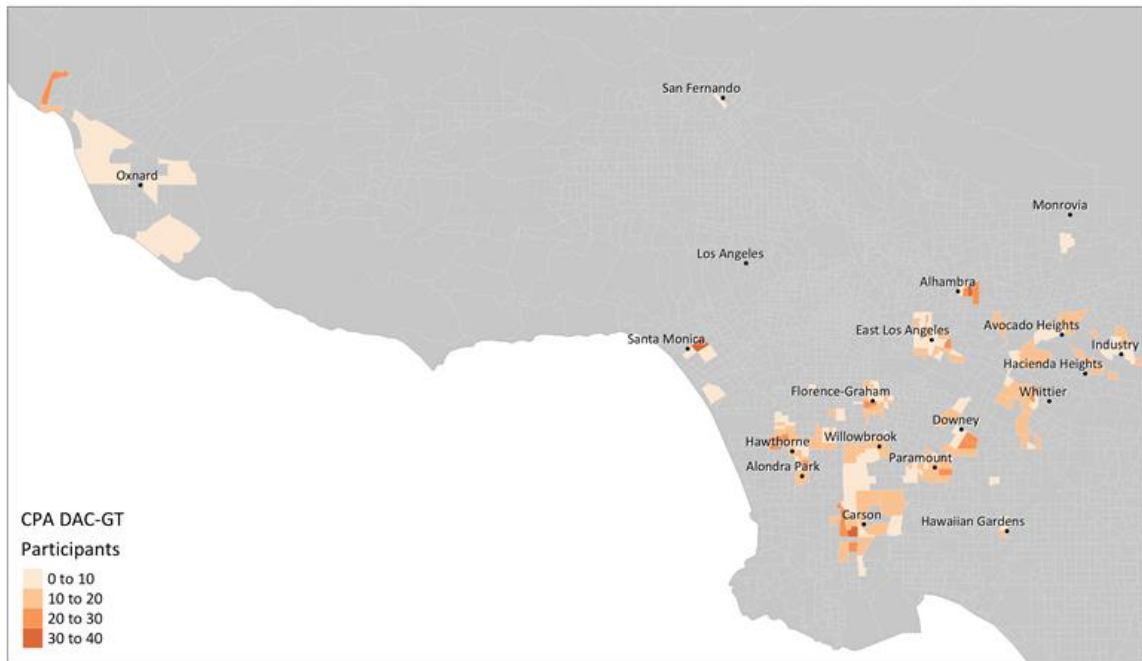 San Fernando
Oxnard
Monrovia
Los Angeles
Alhambra
East Los Angeles
Avocado Heights
Santa Monica
Industry
Hacienda Heights
Florence-Graham
Whittier
Downey
Hawthorne
Willowbrook
Paramount
Alondra Park
Carson
Hawaiian Gardens
CPA DAC-GT
Participants
0 to 10
10 to 20
20 to 30
30 to 40